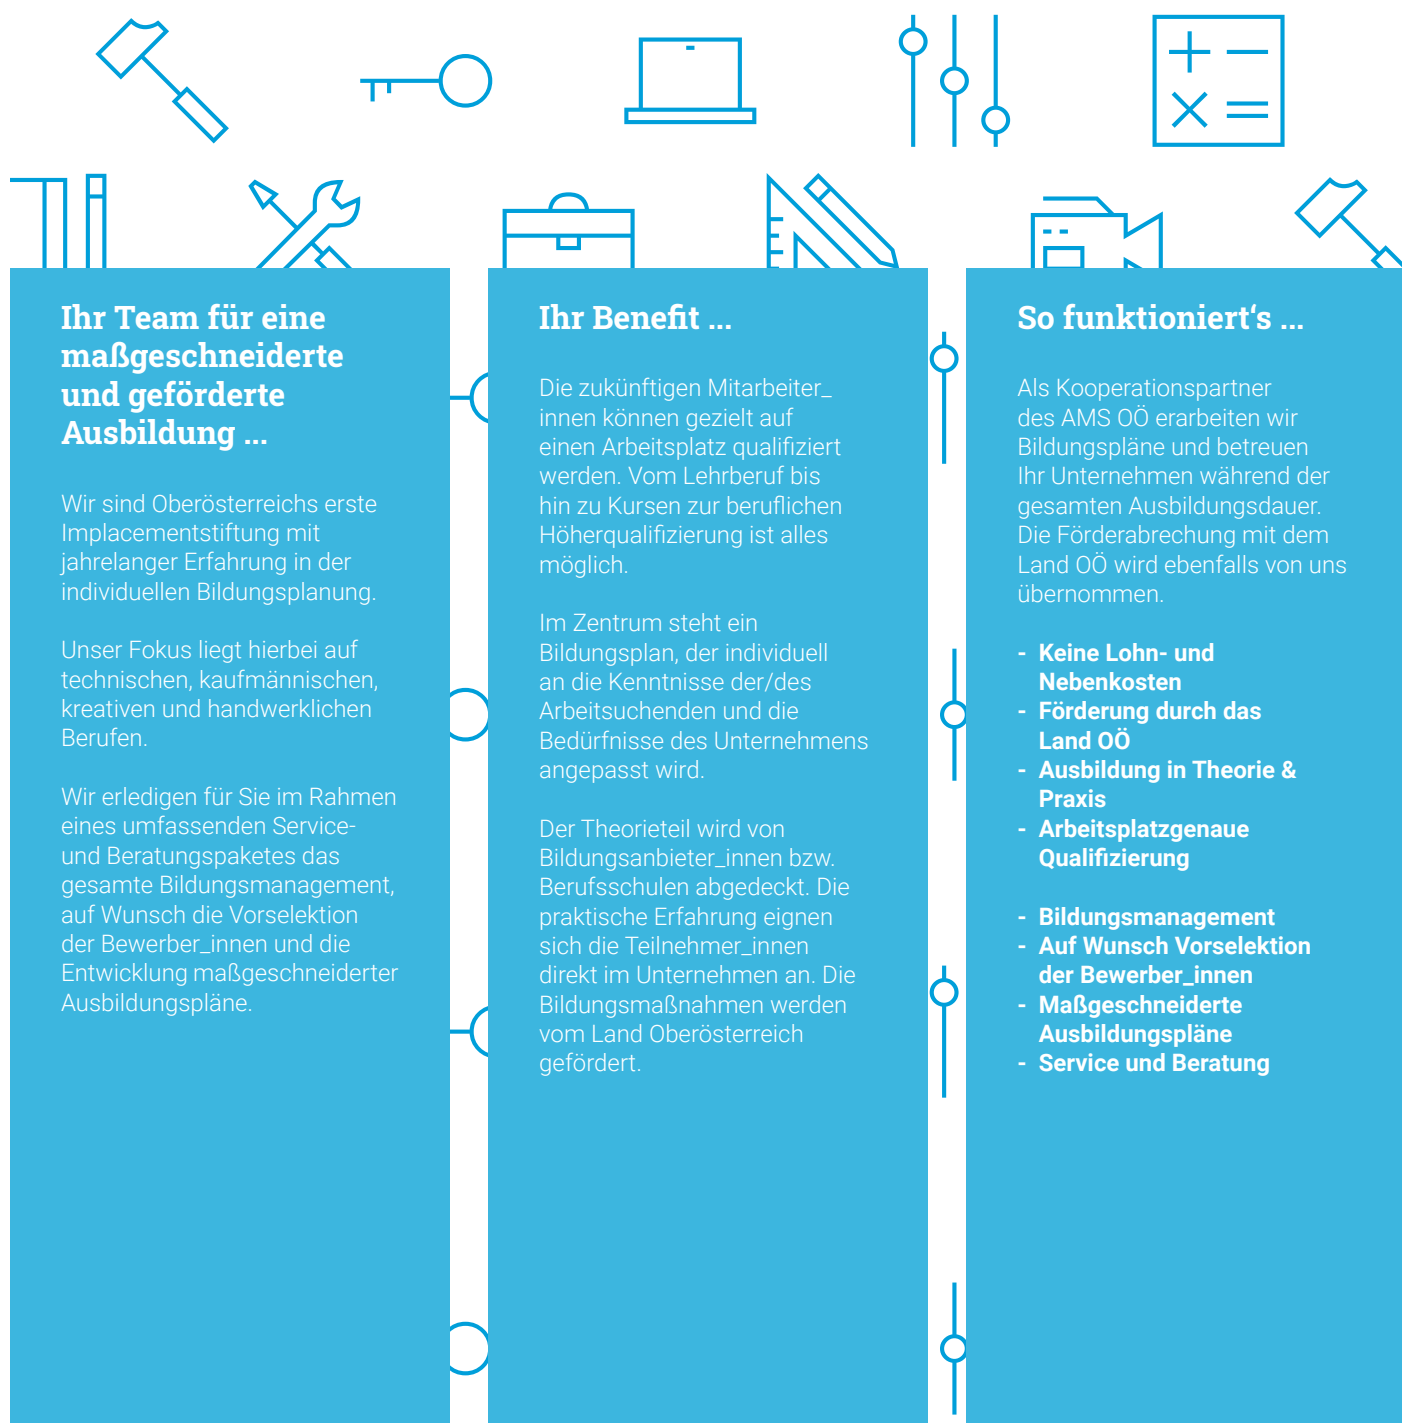 Ihr Team für eine
maßgeschneiderte
und geförderte
Ausbildung ...
Wir sind Oberösterreichs erste
Implacementstiftung mit
jahrelanger Erfahrung in der
individuellen Bildungsplanung.
Unser Fokus liegt hierbei auf
technischen, kaufmännischen,
kreativen und handwerklichen
Berufen.
Wir erledigen für Sie im Rahmen
eines umfassenden Service-
und Beratungspaketes das
gesamte Bildungsmanagement,
auf Wunsch die Vorselektion
der Bewerber_innen und die
Entwicklung maßgeschneiderter
Ausbildungspläne.
Ihr Benefit ...
Die zukünftigen Mitarbeiter_
innen können gezielt auf
einen Arbeitsplatz qualifiziert
werden. Vom Lehrberuf bis
hin zu Kursen zur beruflichen
Höherqualifizierung ist alles
möglich.
Im Zentrum steht ein
Bildungsplan, der individuell
an die Kenntnisse der/des
Arbeitsuchenden und die
Bedürfnisse des Unternehmens
angepasst wird.
Der Theorieteil wird von
Bildungsanbieter_innen bzw.
Berufsschulen abgedeckt. Die
praktische Erfahrung eignen
sich die Teilnehmer_innen
direkt im Unternehmen an. Die
Bildungsmaßnahmen werden
vom Land Oberösterreich
gefördert.
So funktioniert‘s ...
Als Kooperationspartner
des AMS OÖ erarbeiten wir
Bildungspläne und betreuen
Ihr Unternehmen während der
gesamten Ausbildungsdauer.
Die Förderabrechung mit dem
Land OÖ wird ebenfalls von uns
übernommen.
- Keine Lohn- und
Nebenkosten
- Förderung durch das
Land OÖ
- Ausbildung in Theorie &
Praxis
- Arbeitsplatzgenaue
Qualifizierung
- Bildungsmanagement
- Auf Wunsch Vorselektion
der Bewerber_innen
- Maßgeschneiderte
Ausbildungspläne
- Service und Beratung